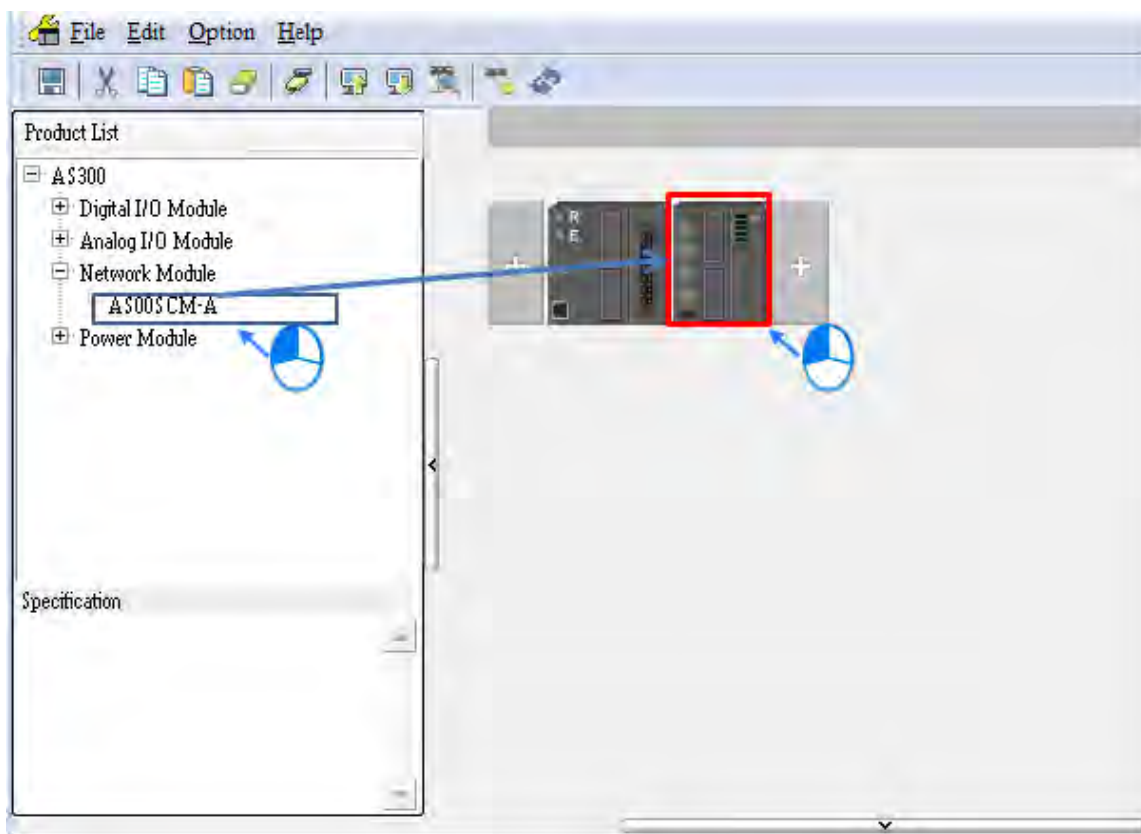 File Edit Option Help
Product List
AS300
Digital I/O Module
Analog I/O Module
Network Module
AS00SCM-A
Power Module
R
E
Specification